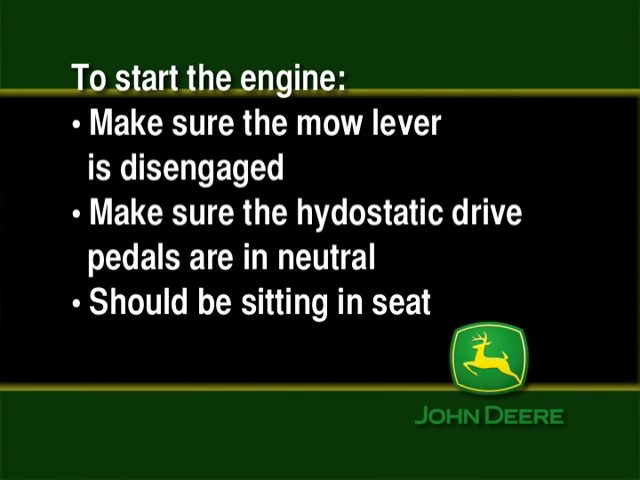 To start the engine:
• Make sure the mow lever
is disengaged
• Make sure the hydostatic drive
pedals are in neutral
• Should be sitting in seat
JOHN DEERE